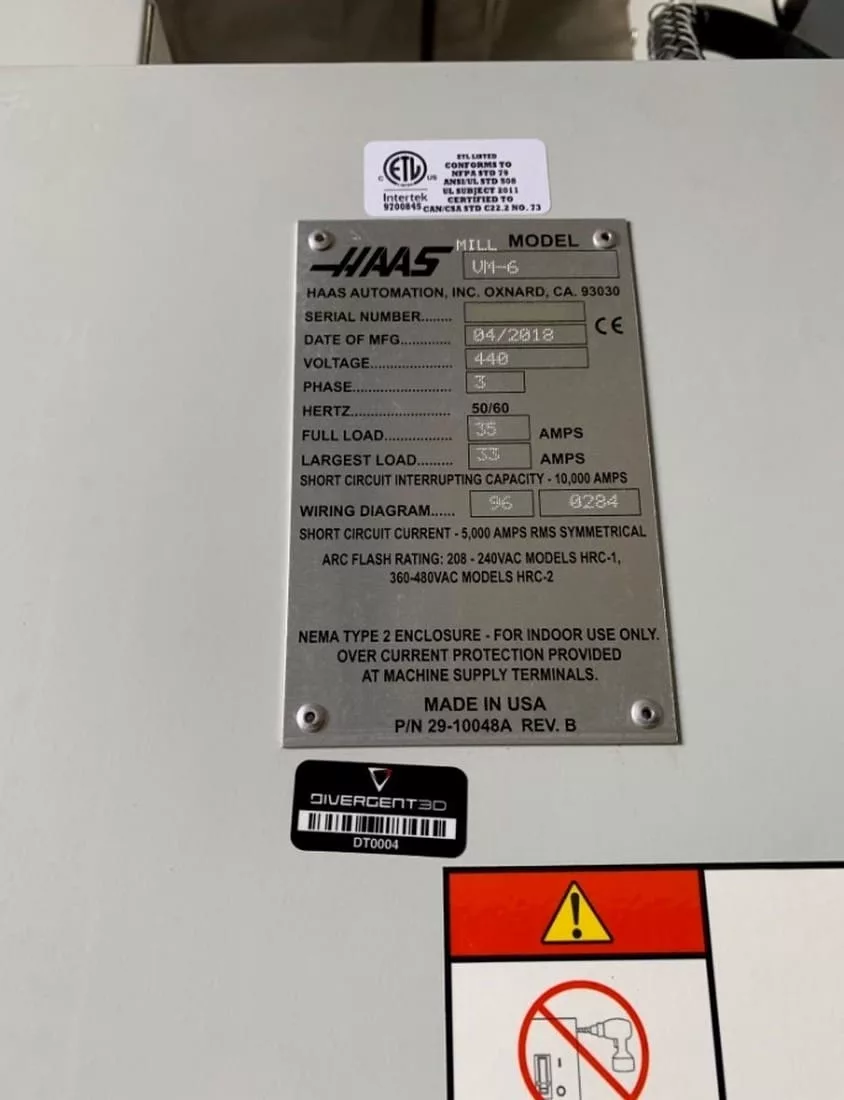 ETL LISTED
CONFORMS TO
NFPA STD 79
ANSI/UL STD 508
UL SUBJECT 2011
CERTIFIED TO
CAN/CSA STD C22.2 NO. 73
C ETL US
Intertek
9700845
HAAS
MILL MODEL
VM-6
HAAS AUTOMATION, INC. OXNARD, CA. 93030
SERIAL NUMBER........
DATE OF MFG............ 04/2018 CE
VOLTAGE..................... 440
PHASE......................... 3
HERTZ......................... 50/60
FULL LOAD................. 35 AMPS
LARGEST LOAD......... 33 AMPS
SHORT CIRCUIT INTERRUPTING CAPACITY - 10,000 AMPS
WIRING DIAGRAM...... 96 0284
SHORT CIRCUIT CURRENT - 5,000 AMPS RMS SYMMETRICAL
ARC FLASH RATING: 208 - 240VAC MODELS HRC-1,
360-480VAC MODELS HRC-2
NEMA TYPE 2 ENCLOSURE - FOR INDOOR USE ONLY.
OVER CURRENT PROTECTION PROVIDED
AT MACHINE SUPPLY TERMINALS.
MADE IN USA
P/N 29-10048A REV. B
DIVERGENT3D
DT0004
I
O